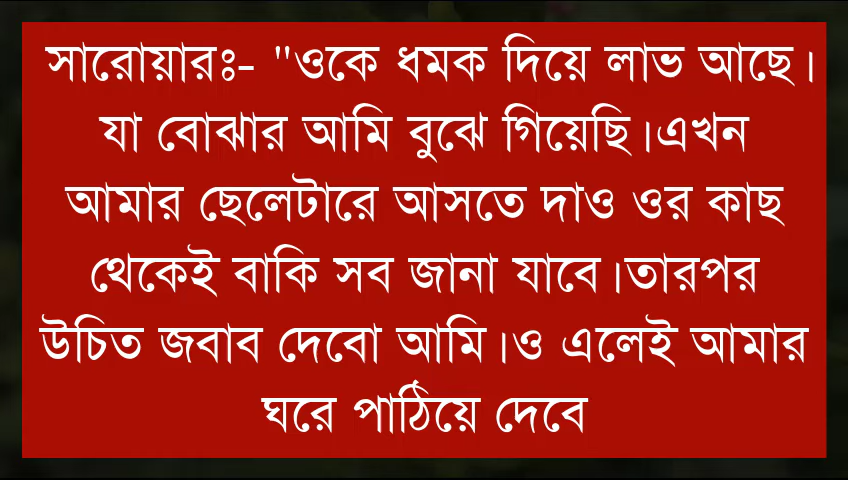 সারোয়ারঃ- "ওকে ধমক দিয়ে লাভ আছে।
যা বোঝার আমি বুঝে গিয়েছি।এখন
আমার ছেলেটারে আসতে দাও ওর কাছ
থেকেই বাকি সব জানা যাবে।তারপর
উচিত জবাব দেবো আমি।ও এলেই আমার
ঘরে পাঠিয়ে দেবে